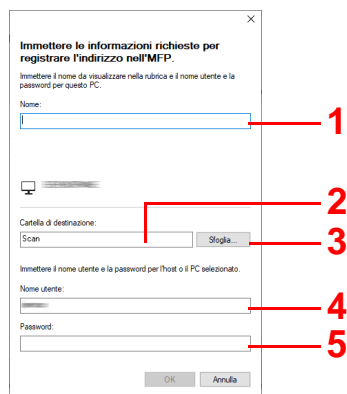 Immettere le informazioni richieste per
registrare l'indirizzo nell'MFP.
Immettere il nome da visualizzare nella rubrica e il nome utente e la
password per questo PC.
Nome:
1
2
Cartella di destinazione:
Scan
Sfoglia...
3
Immettere il nome utente e la password per l'host o il PC selezionato.
Nome utente:
4
Password:
5
OK
Annulla